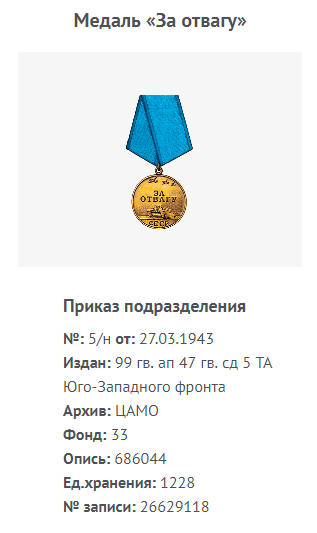 Медаль «За отвагу»
ЗА
ОТВАГУ
СССР
Приказ подразделения
№: 5/н от: 27.03.1943
Издан: 99 гв. ап 47 гв. сд 5 ТА
Юго-Западного фронта
Архив: ЦАМО
Фонд: 33
Опись: 686044
Ед.хранения: 1228
№ записи: 26629118